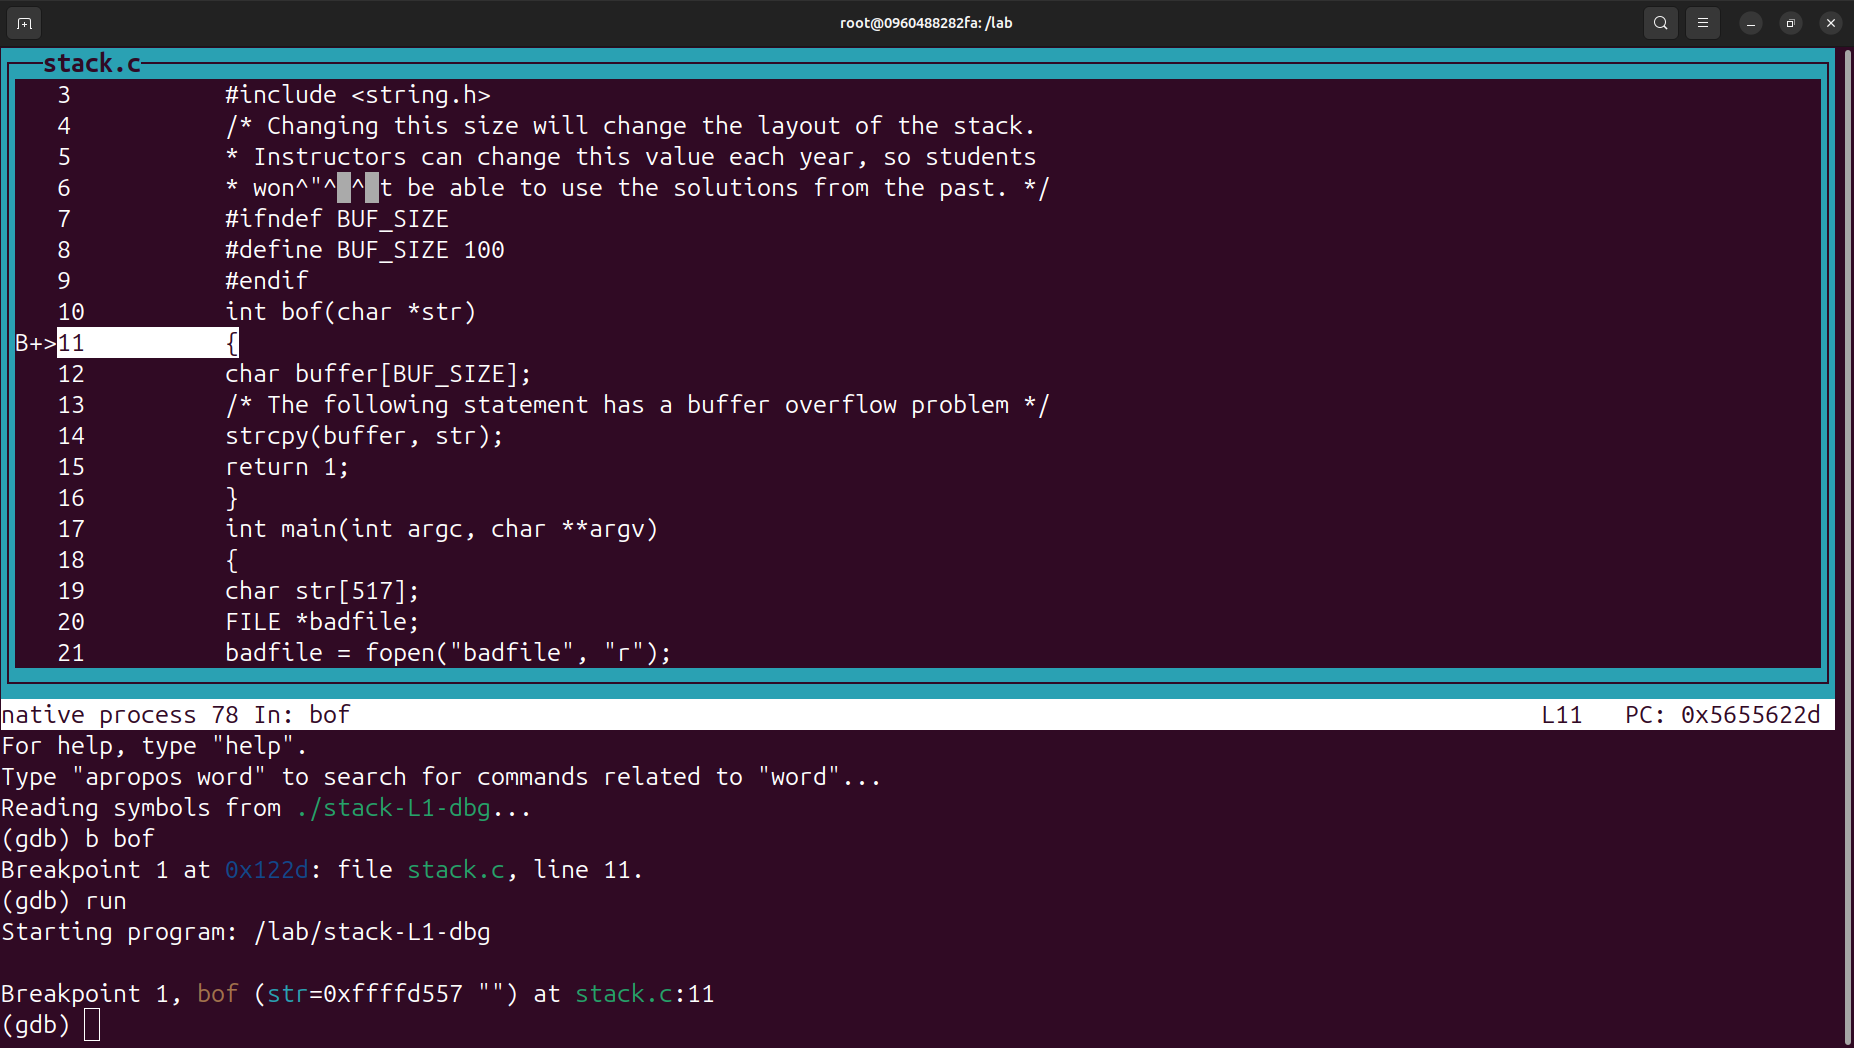 root@0960488282fa: /lab
stack.c
3 #include <string.h>
4 /* Changing this size will change the layout of the stack.
5 * Instructors can change this value each year, so students
6 * won^"^ ^ t be able to use the solutions from the past. */
7 #ifndef BUF_SIZE
8 #define BUF_SIZE 100
9 #endif
10 int bof(char *str)
B+>11 {
12 char buffer[BUF_SIZE];
13 /* The following statement has a buffer overflow problem */
14 strcpy(buffer, str);
15 return 1;
16 }
17 int main(int argc, char **argv)
18 {
19 char str[517];
20 FILE *badfile;
21 badfile = fopen("badfile", "r");
native process 78 In: bof L11 PC: 0x5655622d
For help, type "help".
Type "apropos word" to search for commands related to "word"...
Reading symbols from ./stack-L1-dbg...
(gdb) b bof
Breakpoint 1 at 0x122d: file stack.c, line 11.
(gdb) run
Starting program: /lab/stack-L1-dbg
Breakpoint 1, bof (str=0xffffd557 "") at stack.c:11
(gdb)